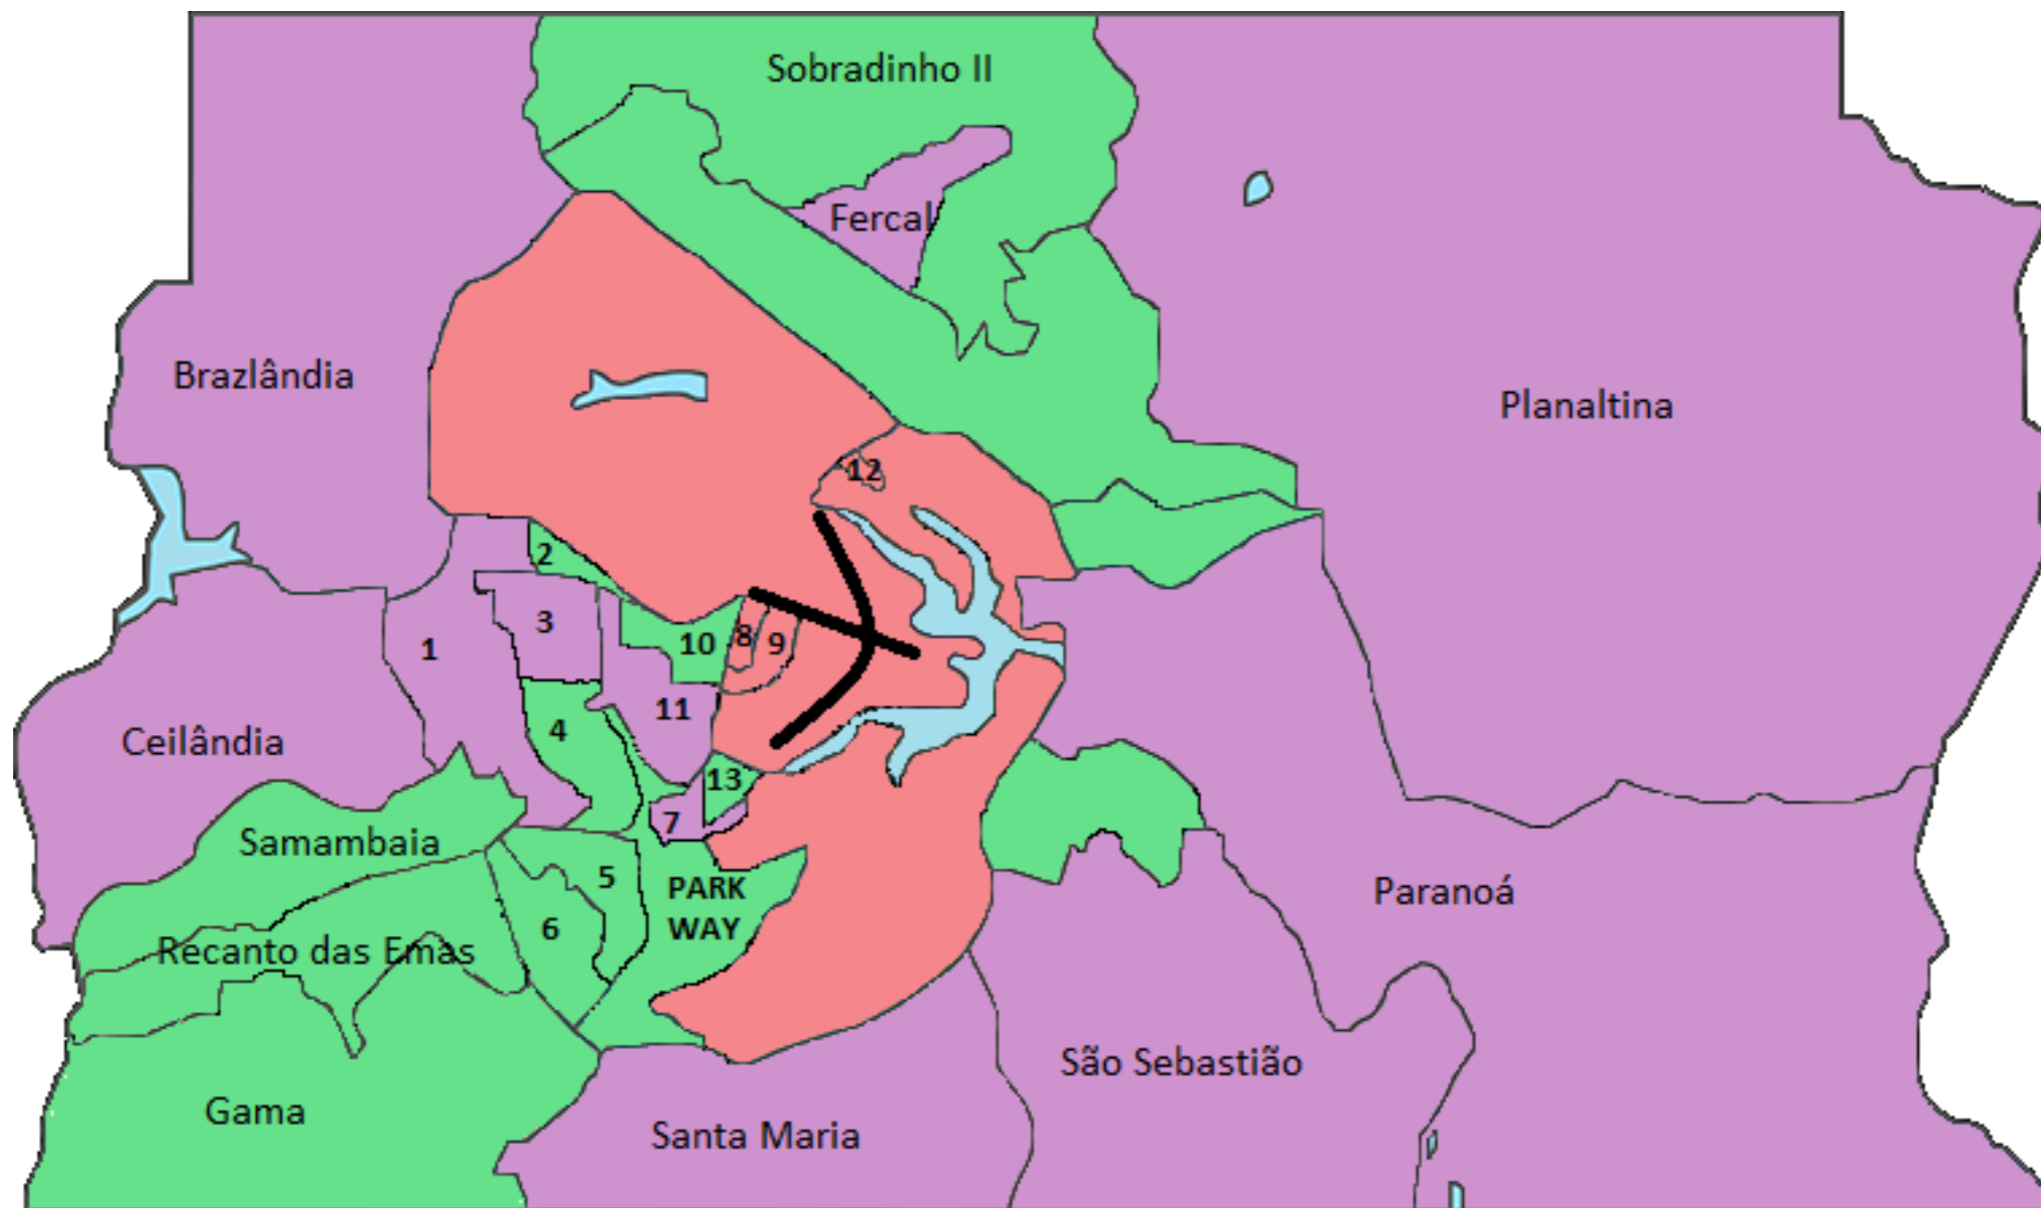 Sobradinho II
Fercal
Brazlândia
Planaltina
12
2
3
1
10
8
9
11
4
Ceilândia
13
7
Samambaia
5
PARK
WAY
Paranoá
6
Recanto das Emas
São Sebastião
Gama
Santa Maria